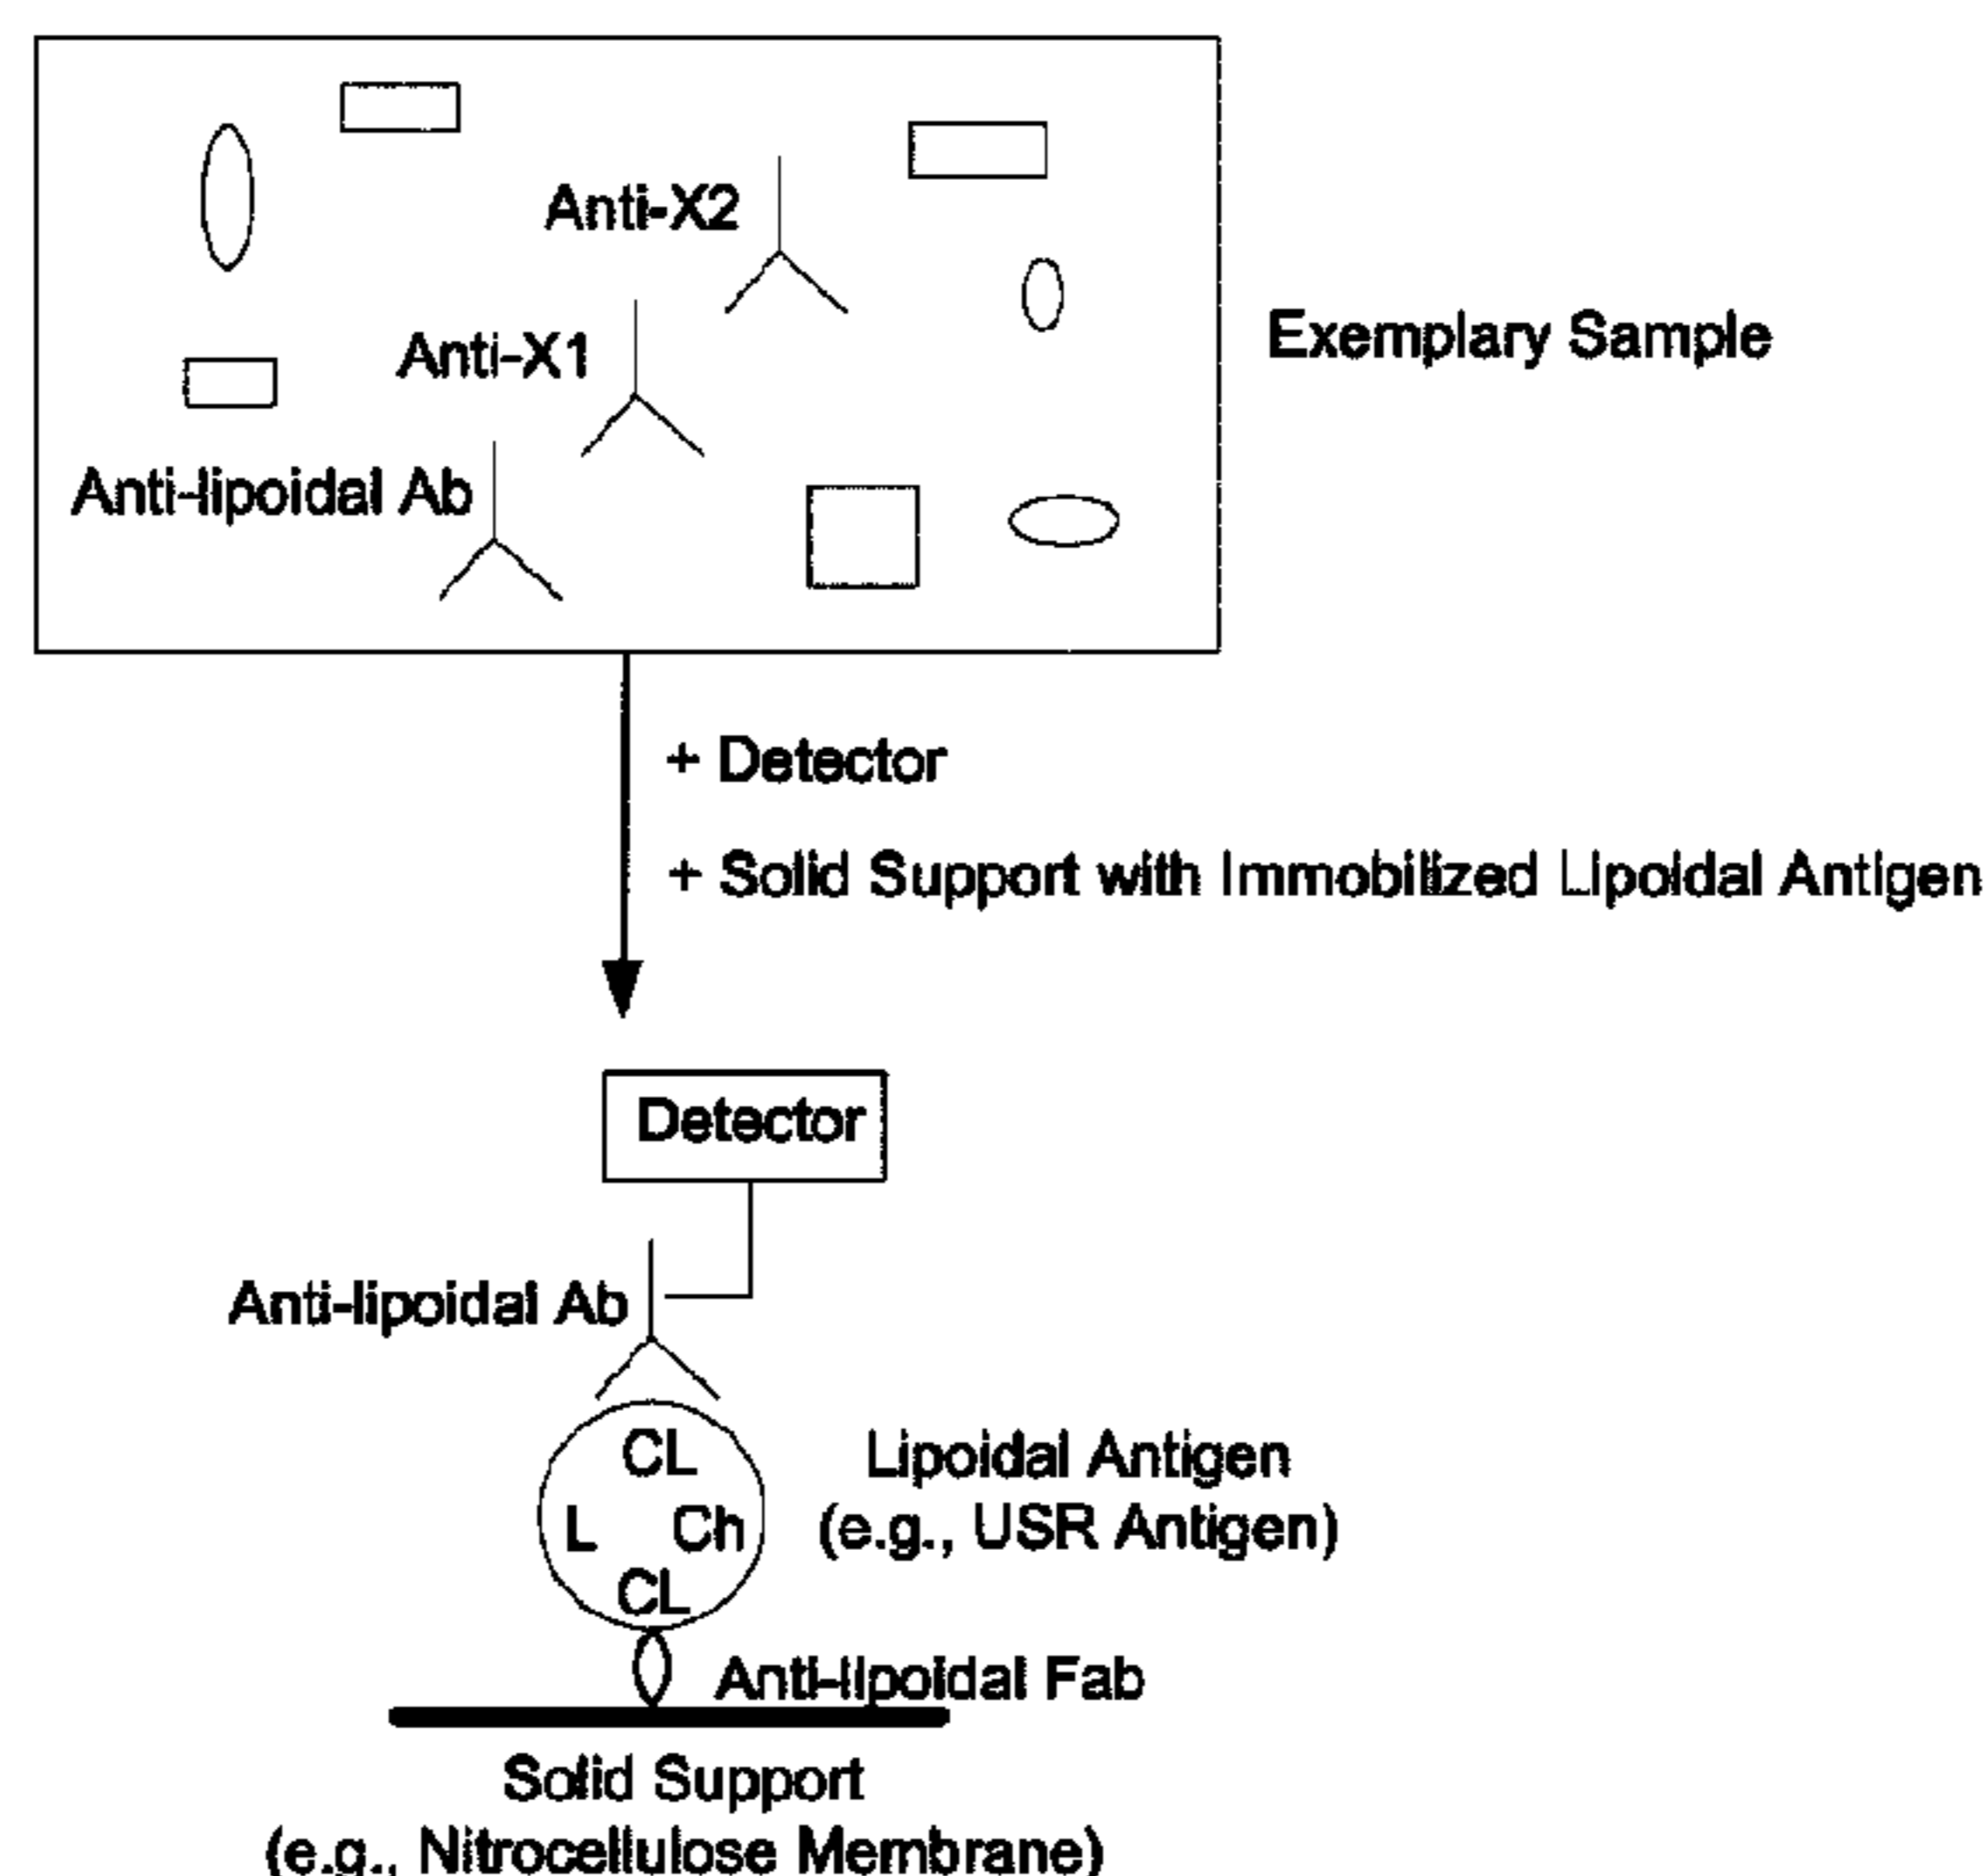 Anti-X2
Exemplary Sample
Anti-X1
Anti-lipoidal Ab
+ Detector
+ Solid Support with Immobilized Lipoidal Antigen
Detector
Anti-lipoidal Ab
CL
Lipoidal Antigen
L Ch
(e.g., USR Antigen)
CL
Anti-lipoidal Fab
Solid Support
(e.g., Nitrocellulose Membrane)